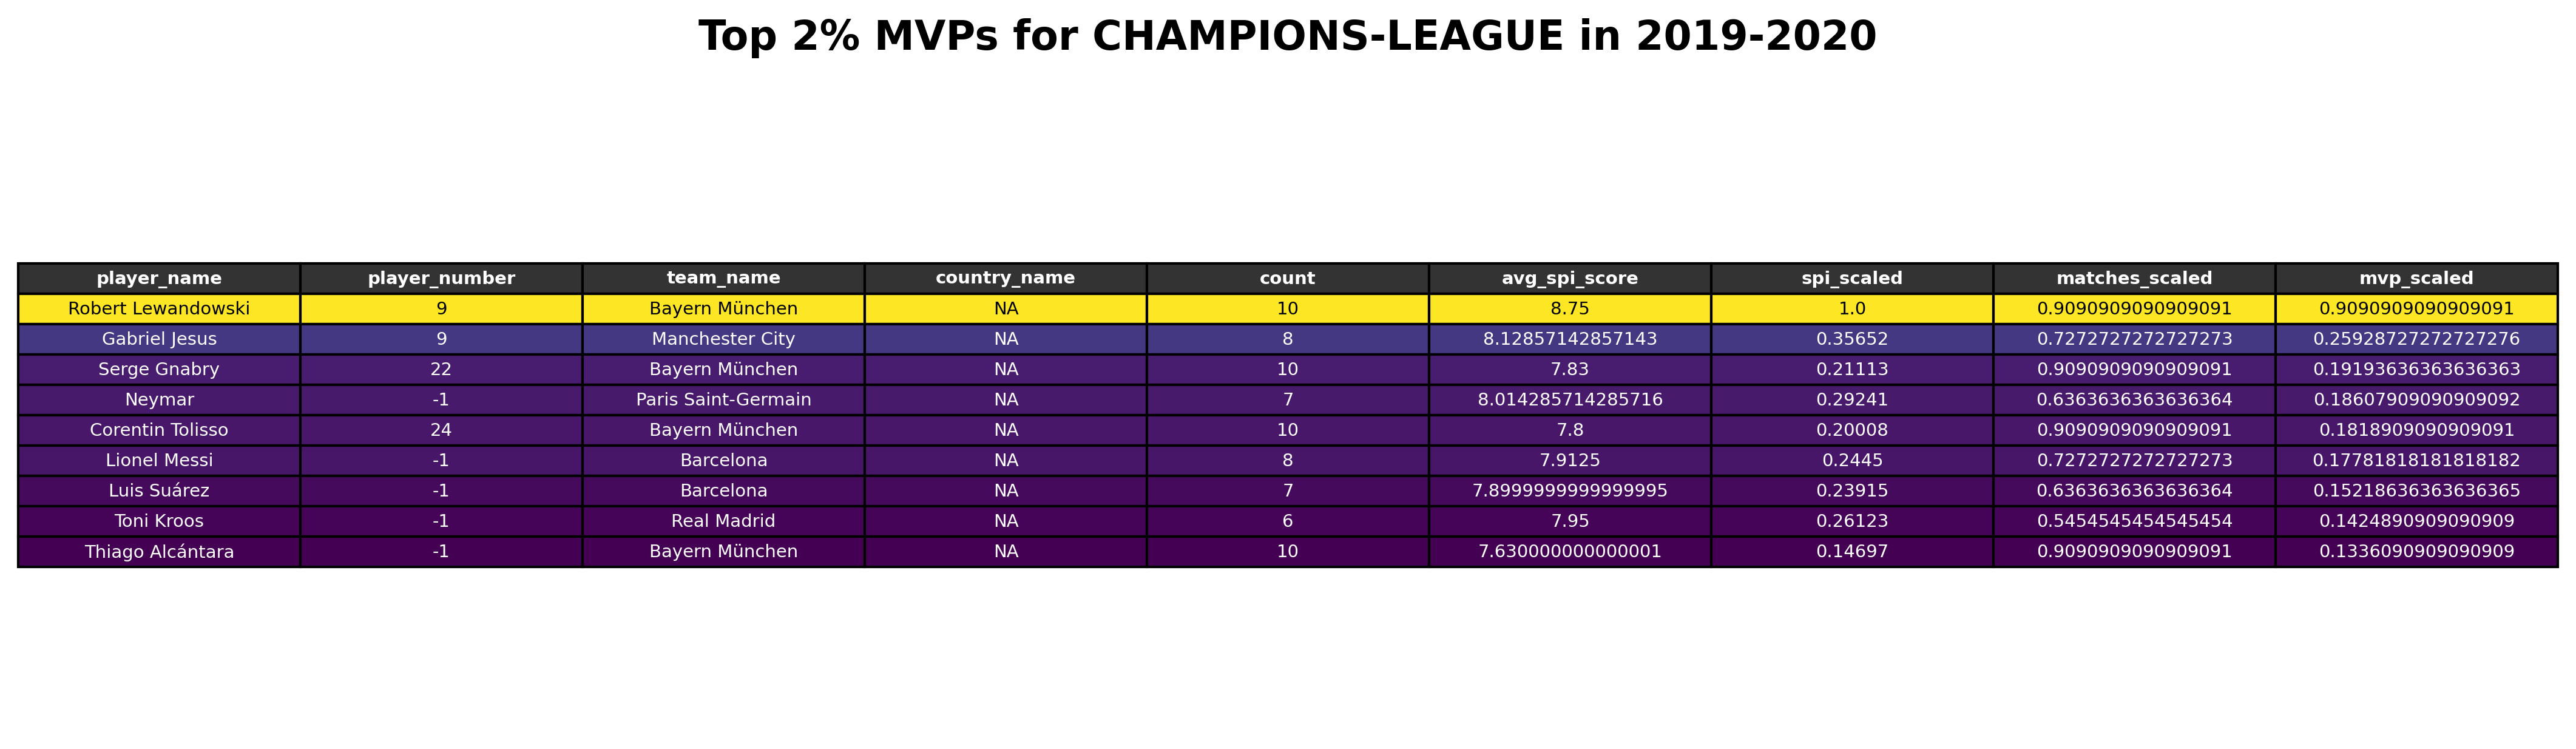 Top 2% MVPs for CHAMPIONS-LEAGUE in 2019-2020
player_name player_number team_name country_name count avg_spi_score spi_scaled matches_scaled mvp_scaled
Robert Lewandowski 9 Bayern München NA 10 8.75 1.0 0.9090909090909091 0.9090909090909091
Gabriel Jesus 9 Manchester City NA 8 8.12857142857143 0.35652 0.7272727272727273 0.25928727272727276
Serge Gnabry 22 Bayern München NA 10 7.83 0.21113 0.9090909090909091 0.19193636363636363
Neymar -1 Paris Saint-Germain NA 7 8.014285714285716 0.29241 0.6363636363636364 0.18607909090909092
Corentin Tolisso 24 Bayern München NA 10 7.8 0.20008 0.9090909090909091 0.1818909090909091
Lionel Messi -1 Barcelona NA 8 7.9125 0.2445 0.7272727272727273 0.17781818181818182
Luis Suárez -1 Barcelona NA 7 7.8999999999999995 0.23915 0.6363636363636364 0.15218636363636365
Toni Kroos -1 Real Madrid NA 6 7.95 0.26123 0.5454545454545454 0.1424890909090909
Thiago Alcántara -1 Bayern München NA 10 7.630000000000001 0.14697 0.9090909090909091 0.1336090909090909